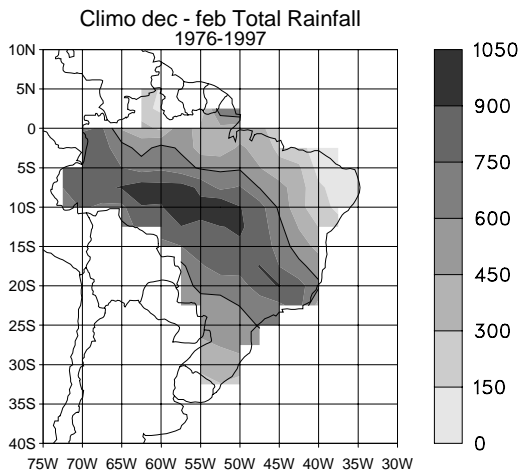 Climo dec - feb Total Rainfall
1976-1997
10N
5N
0
5S
10S
15S
20S
25S
30S
35S
40S
75W 70W 65W 60W 55W 50W 45W 40W 35W 30W
1050
900
750
600
450
300
150
0